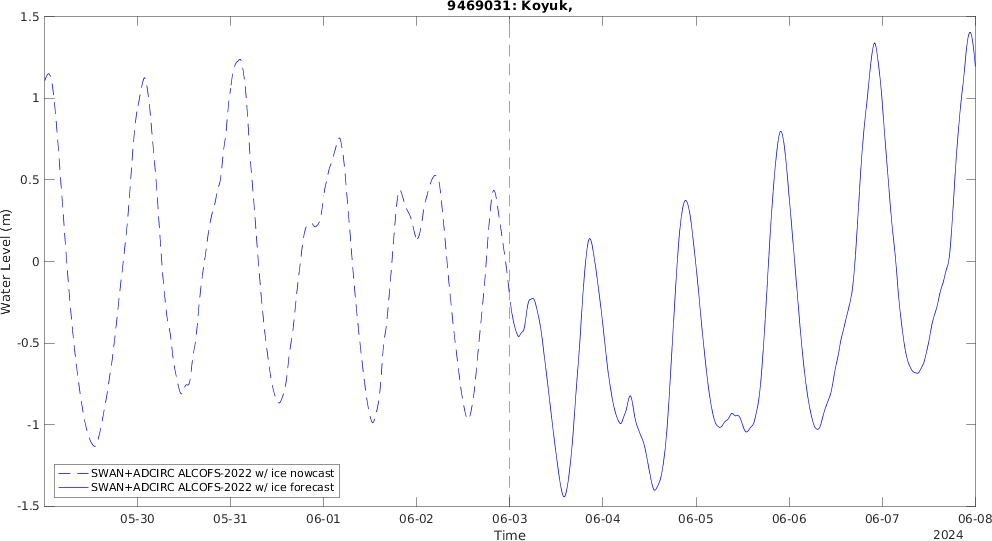 9469031: Koyuk,
1.5
1
0.5
0
-0.5
-1
-1.5
Water Level (m)
SWAN+ADCIRC ALCOFS-2022 w/ ice nowcast
SWAN+ADCIRC ALCOFS-2022 w/ ice forecast
05-30 05-31 06-01 06-02 06-03 06-04 06-05 06-06 06-07 06-08
Time
2024